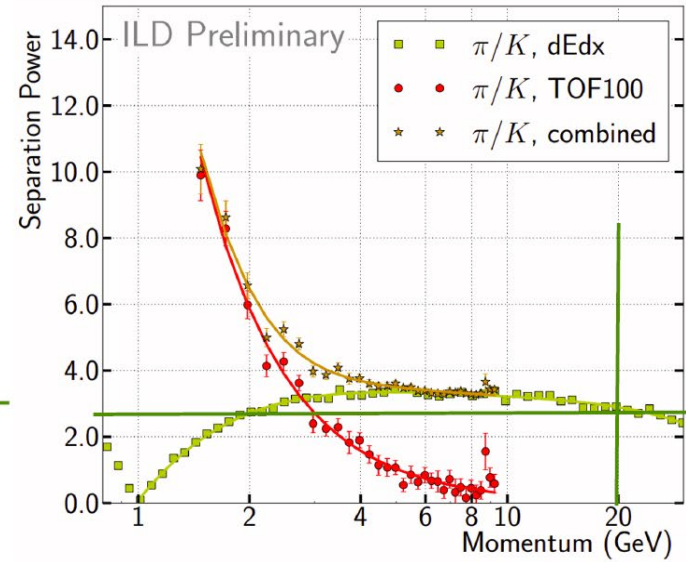 ILD Preliminary
π/K, dEdx
π/K, TOF100
π/K, combined
Separation Power
14.0
12.0
10.0
8.0
6.0
4.0
2.0
0.0
1 2 4 6 8 10 20
Momentum (GeV)